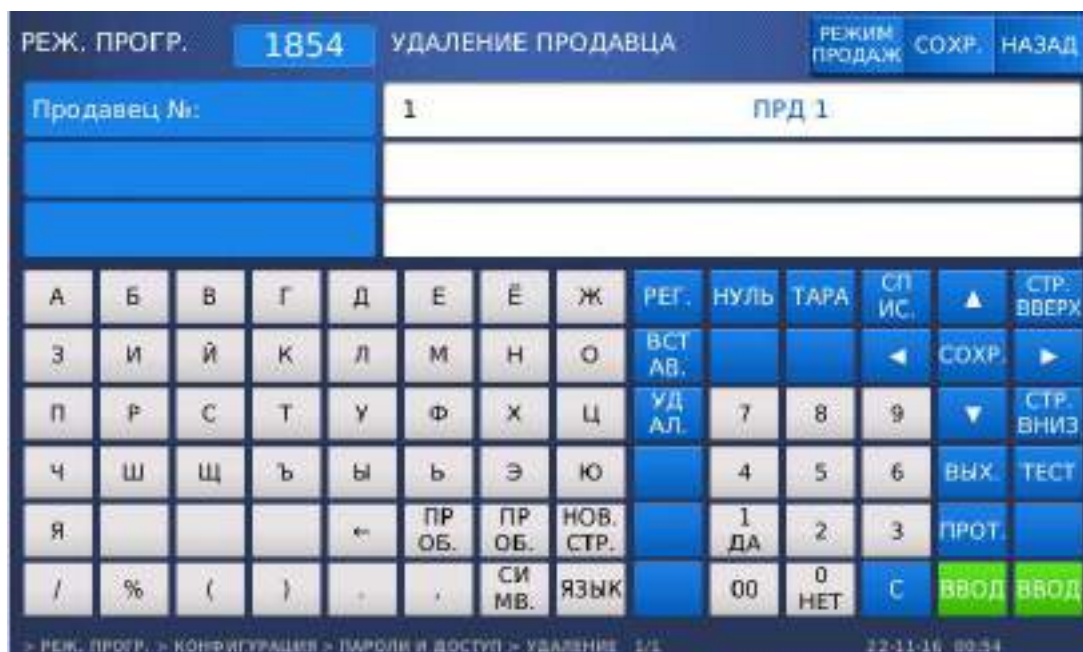 РЕЖ. ПРОГР. 1854 УДАЛЕНИЕ ПРОДАВЦА РЕЖИМ ПРОДАЖ СОХР. НАЗАД
Продавец №: 1 ПРД 1
А Б В Г Д Е Ё Ж РЕГ. НУЛЬ ТАРА СП ИС. ▲ СТР. ВВЕРХ
З И Й К Л М Н О ВСТ АВ. ◄ СОХР. ►
П Р С Т У Ф Х Ц УД АЛ. 7 8 9 ▼ СТР. ВНИЗ
Ч Ш Щ Ъ Ы Ь Э Ю 4 5 6 ВЫХ. ТЕСТ
Я ← ПР ОБ. ПР ОБ. НОВ. СТР. 1 ДА 2 3 ПРОТ.
/ % ( ) . , СИ МВ. ЯЗЫК 00 0 НЕТ С ВВОД ВВОД
> РЕЖ. ПРОГР. > КОНФИГУРАЦИЯ > ПАРОЛИ И ДОСТУП > УДАЛЕНИЕ 1/1 22-11-16 00:54